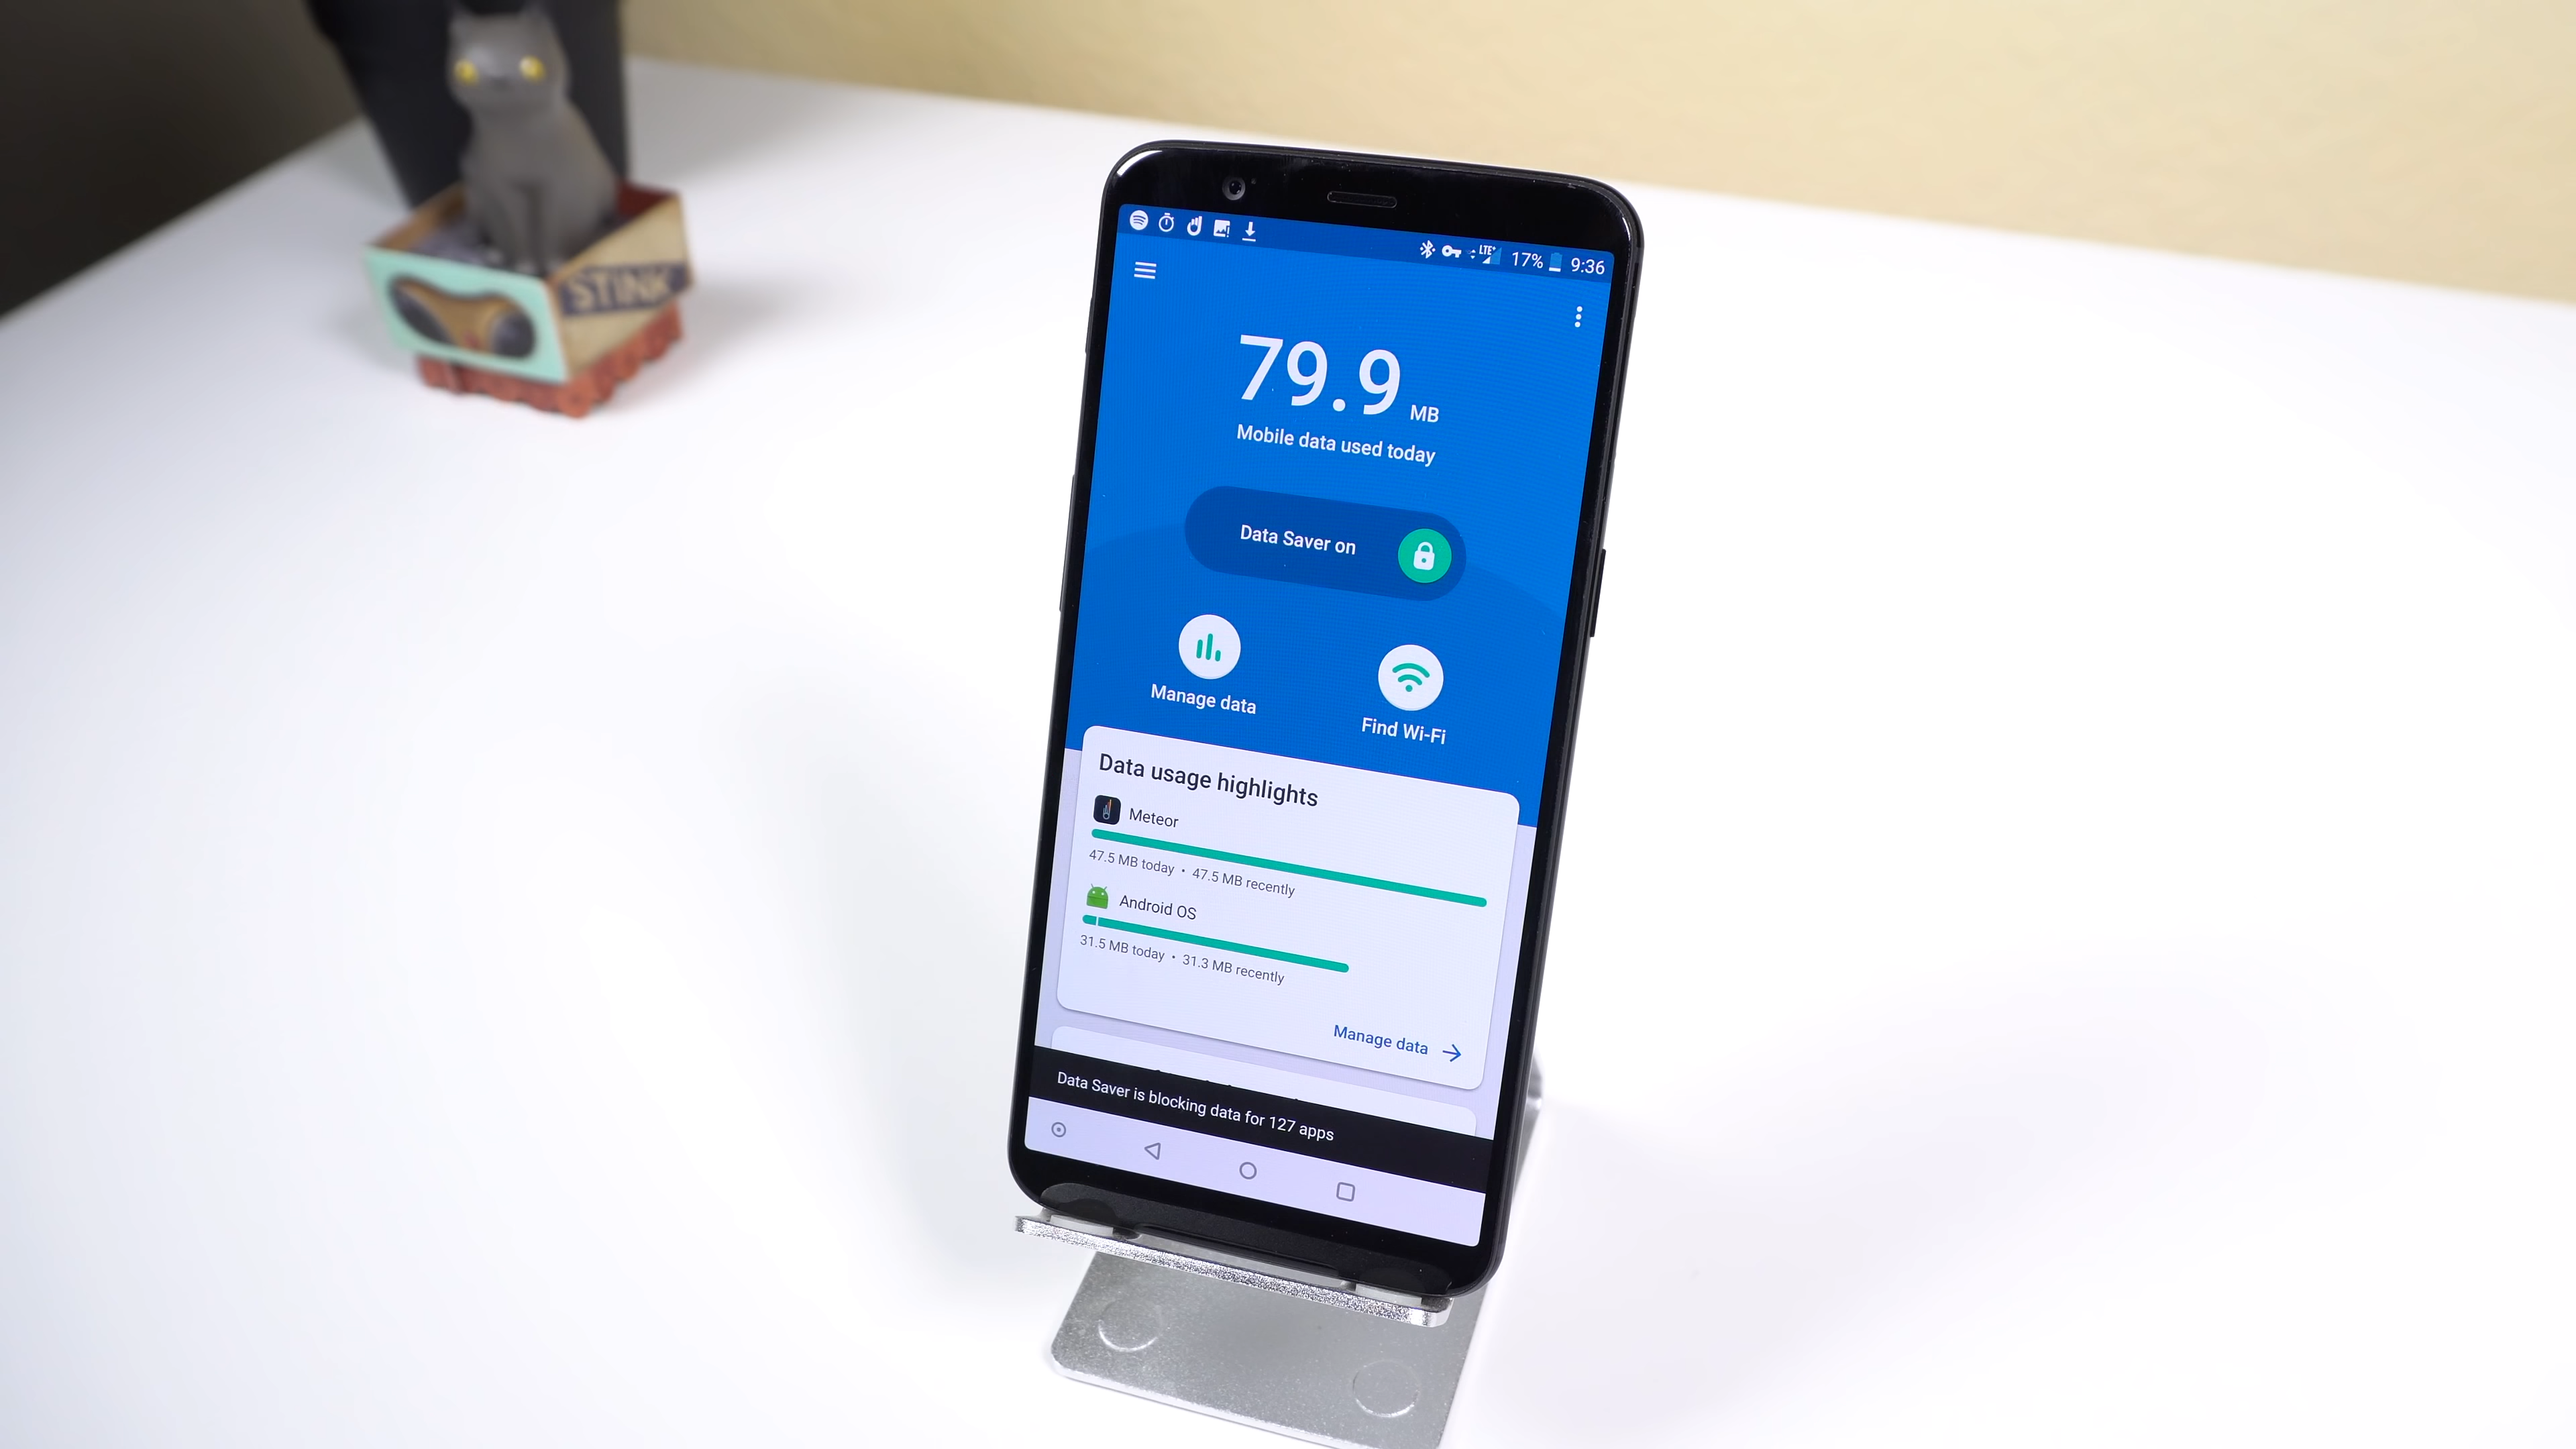 STINK
LTE+ 17% 9:36
79.9 MB
Mobile data used today
Data Saver on
Manage data
Find Wi-Fi
Data usage highlights
Meteor
47.5 MB today • 47.5 MB recently
Android OS
31.5 MB today • 31.3 MB recently
Manage data
Data Saver is blocking data for 127 apps